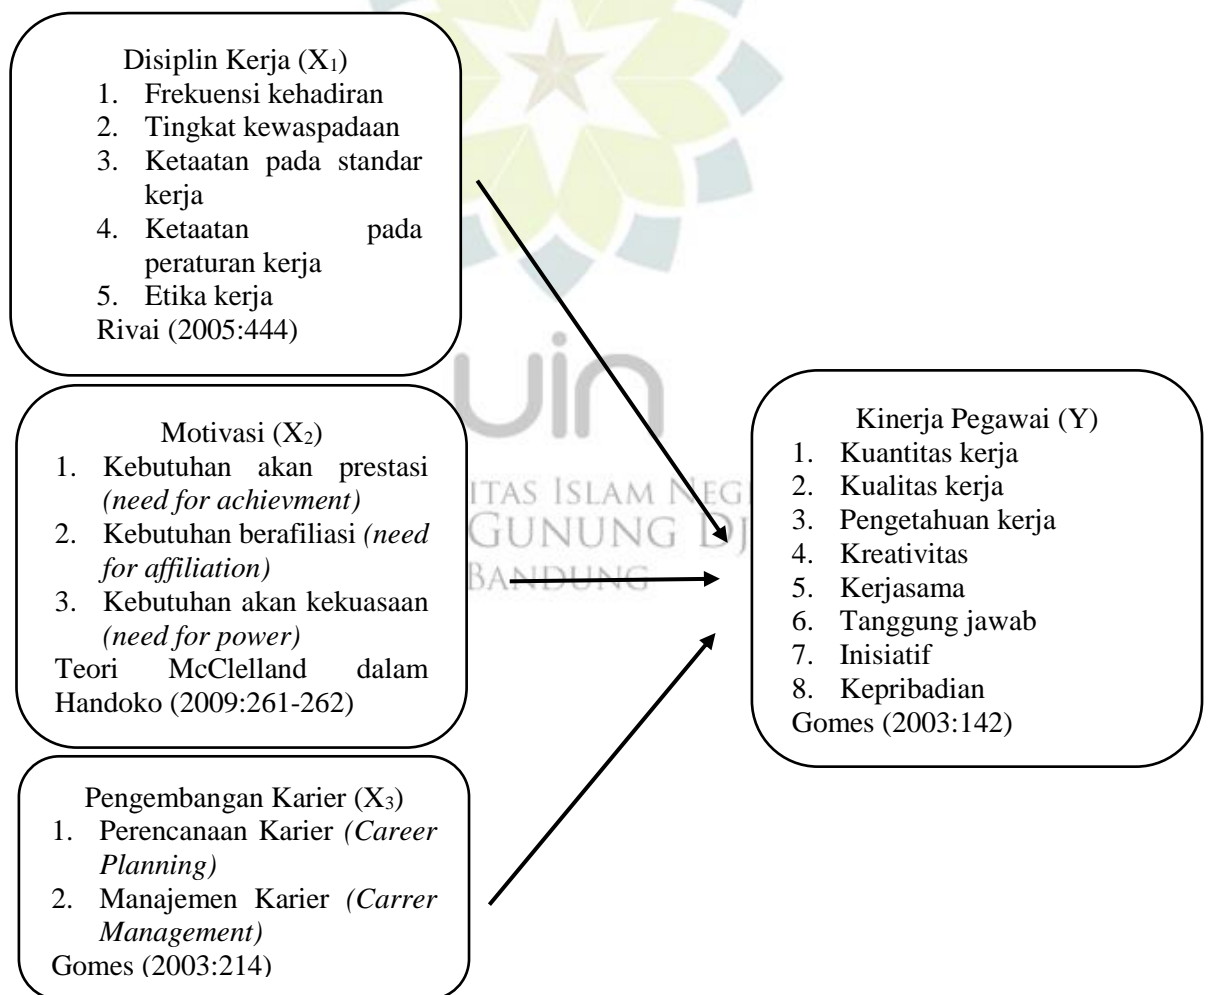 Disiplin Kerja (X₁)
1. Frekuensi kehadiran
2. Tingkat kewaspadaan
3. Ketaatan pada standar
kerja
4. Ketaatan pada
peraturan kerja
5. Etika kerja
Rivai (2005:444)
Motivasi (X₂)
1. Kebutuhan akan prestasi
(need for achievment)
2. Kebutuhan berafiliasi (need
for affiliation)
3. Kebutuhan akan kekuasaan
(need for power)
Teori McClelland dalam
Handoko (2009:261-262)
Pengembangan Karier (X₃)
1. Perencanaan Karier (Career
Planning)
2. Manajemen Karier (Carrer
Management)
Gomes (2003:214)
uin
ITAS ISLAM NEG
GUNUNG DJ
BANDUNG
Kinerja Pegawai (Y)
1. Kuantitas kerja
2. Kualitas kerja
3. Pengetahuan kerja
4. Kreativitas
5. Kerjasama
6. Tanggung jawab
7. Inisiatif
8. Kepribadian
Gomes (2003:142)